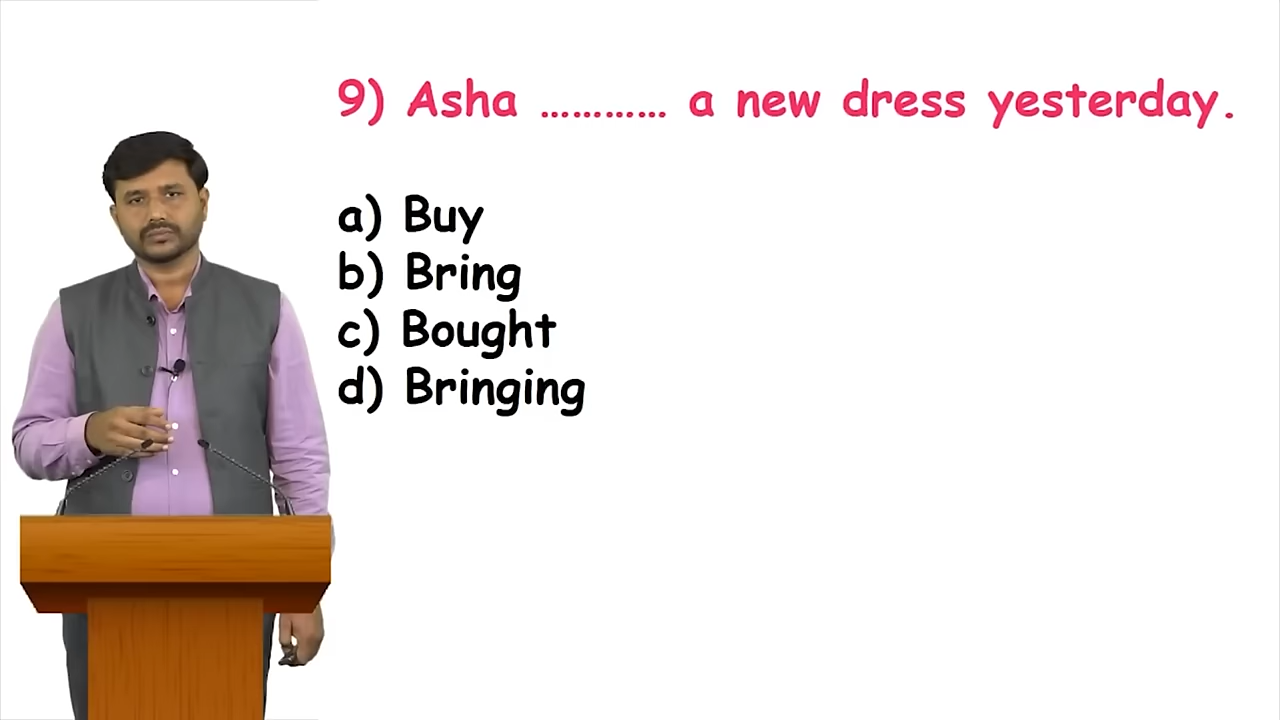 9) Asha ............ a new dress yesterday.
a) Buy
b) Bring
c) Bought
d) Bringing